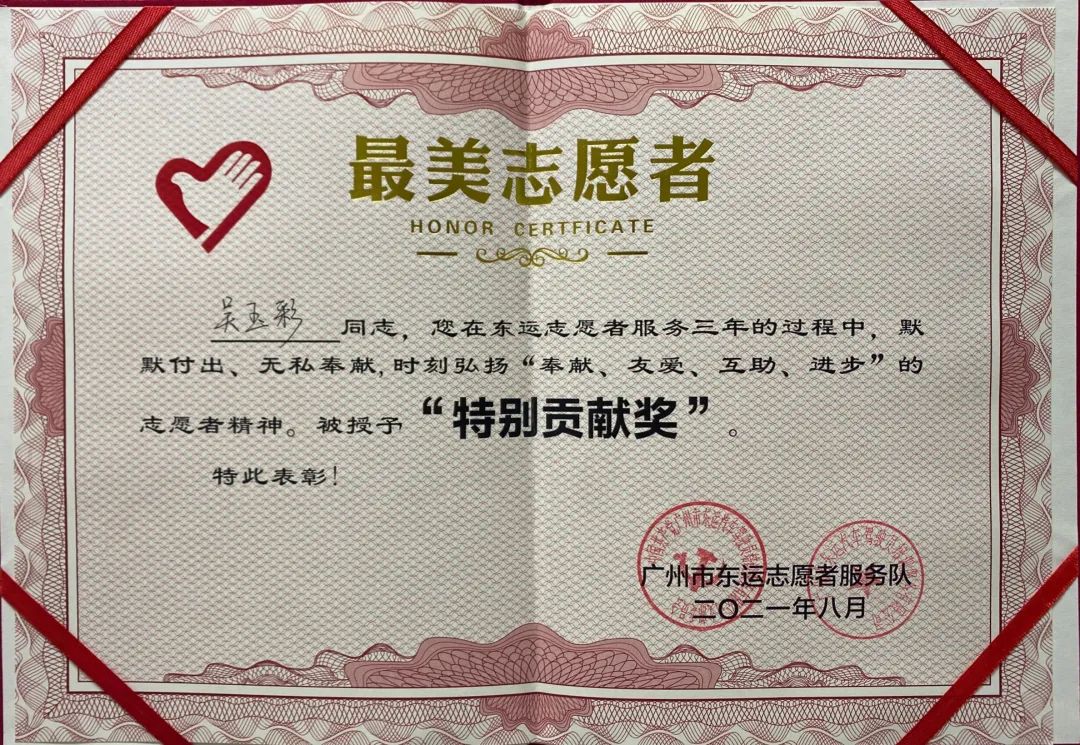 最美志愿者
HONOR CERTFICATE
吴玉彩同志，您在东运志愿者服务三年的过程中，默
默付出、无私奉献,时刻弘扬“奉献、友爱、互助、进步”的
志愿者精神。被授予“特别贡献奖”。
特此表彰！
广州市东运志愿者服务队
二〇二一年八月